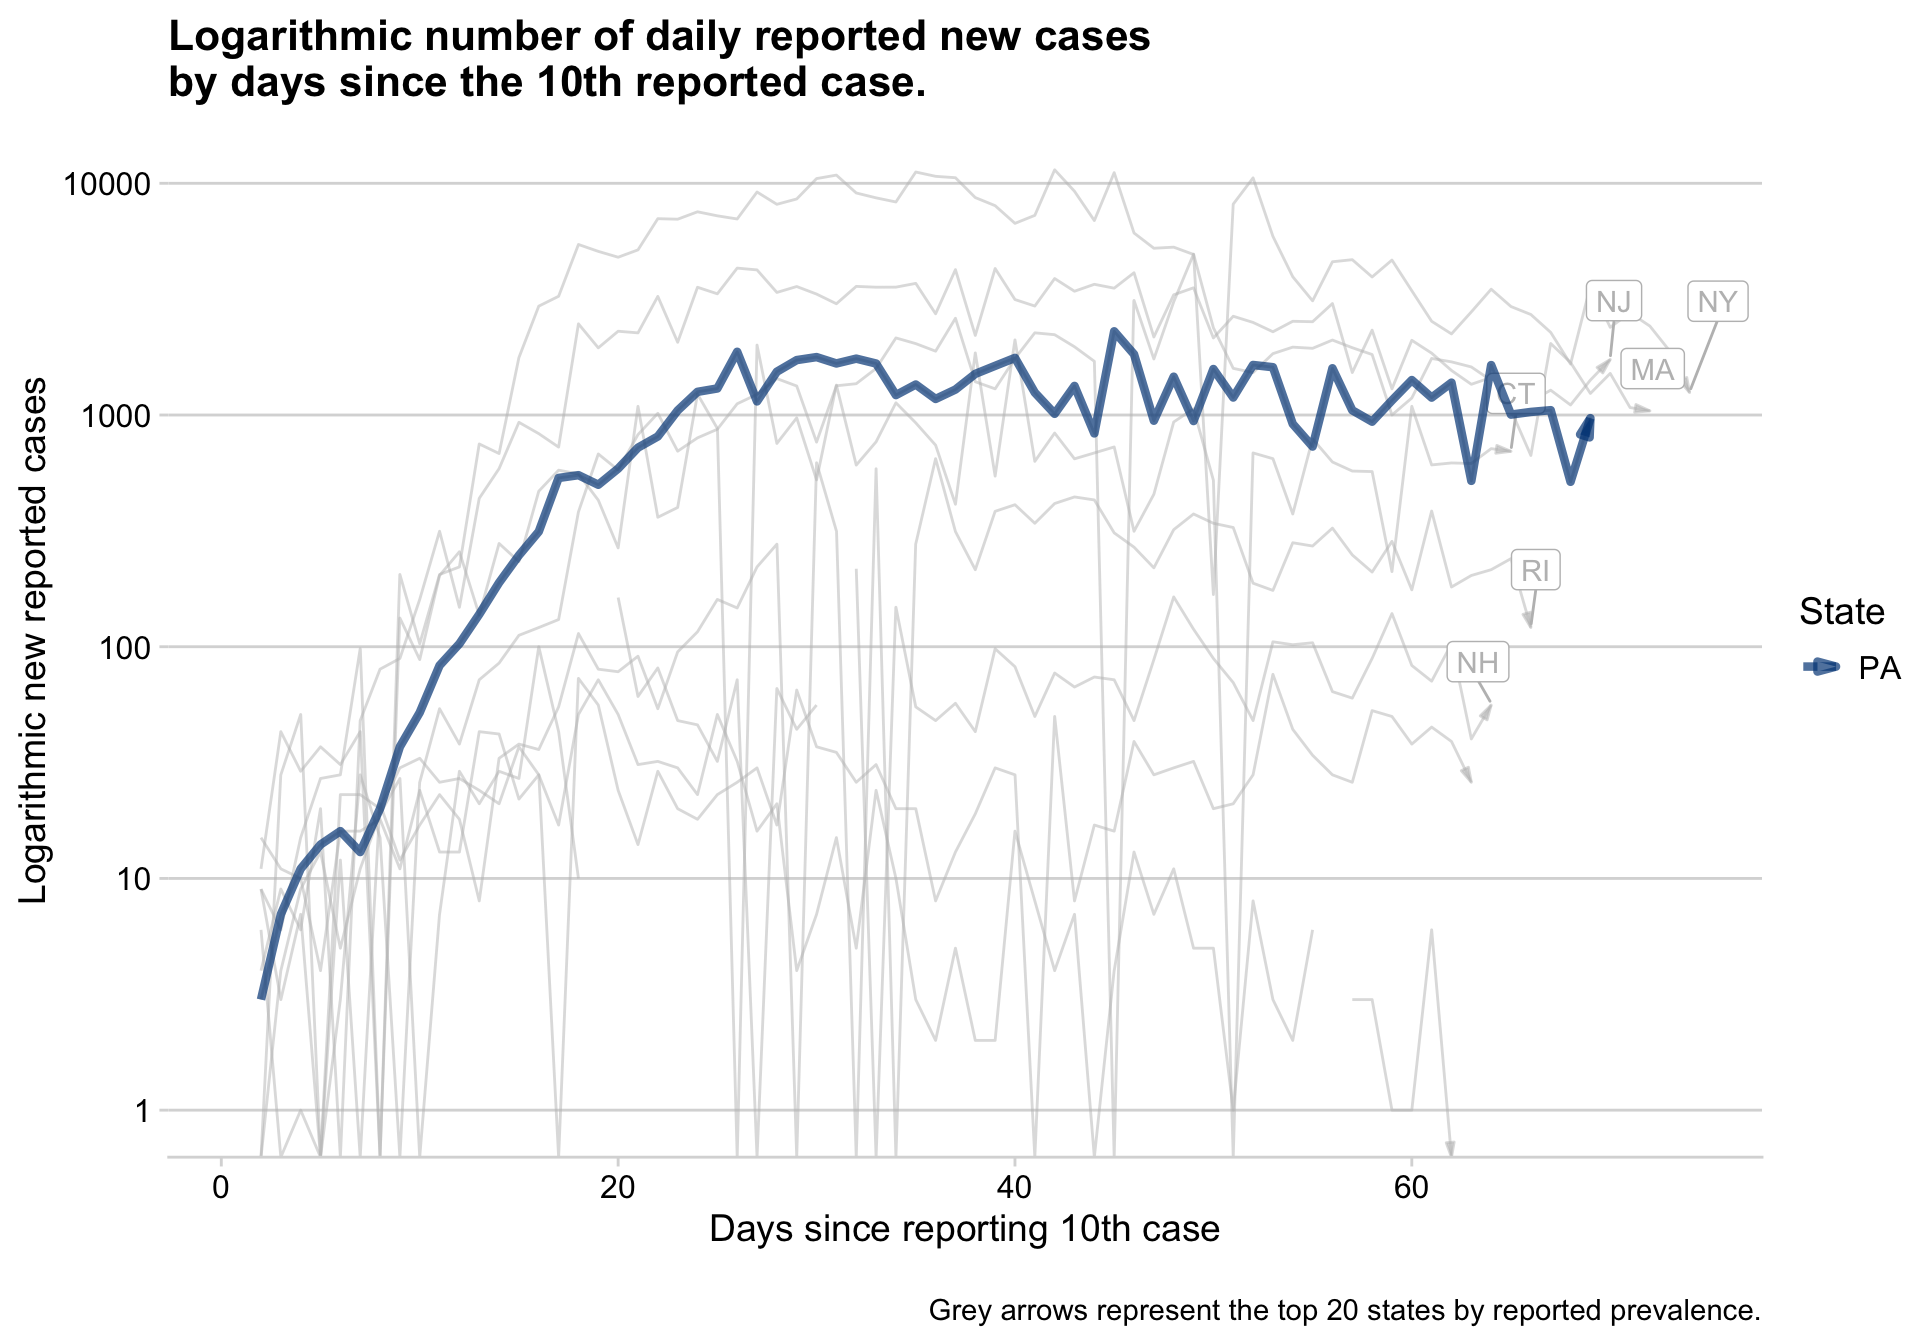 Logarithmic number of daily reported new cases
by days since the 10th reported case.
Logarithmic new reported cases
10000
1000
100
10
1
NJ
NY
MA
CT
RI
NH
State
PA
0
20
40
60
Days since reporting 10th case
Grey arrows represent the top 20 states by reported prevalence.